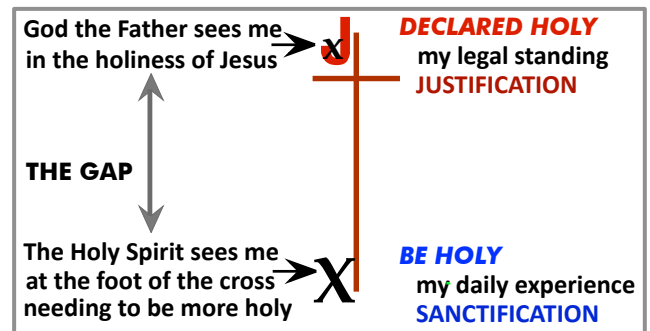 God the Father sees me
in the holiness of Jesus
J
x
DECLARED HOLY
my legal standing
JUSTIFICATION
THE GAP
The Holy Spirit sees me
at the foot of the cross
needing to be more holy
X
BE HOLY
my daily experience
SANCTIFICATION